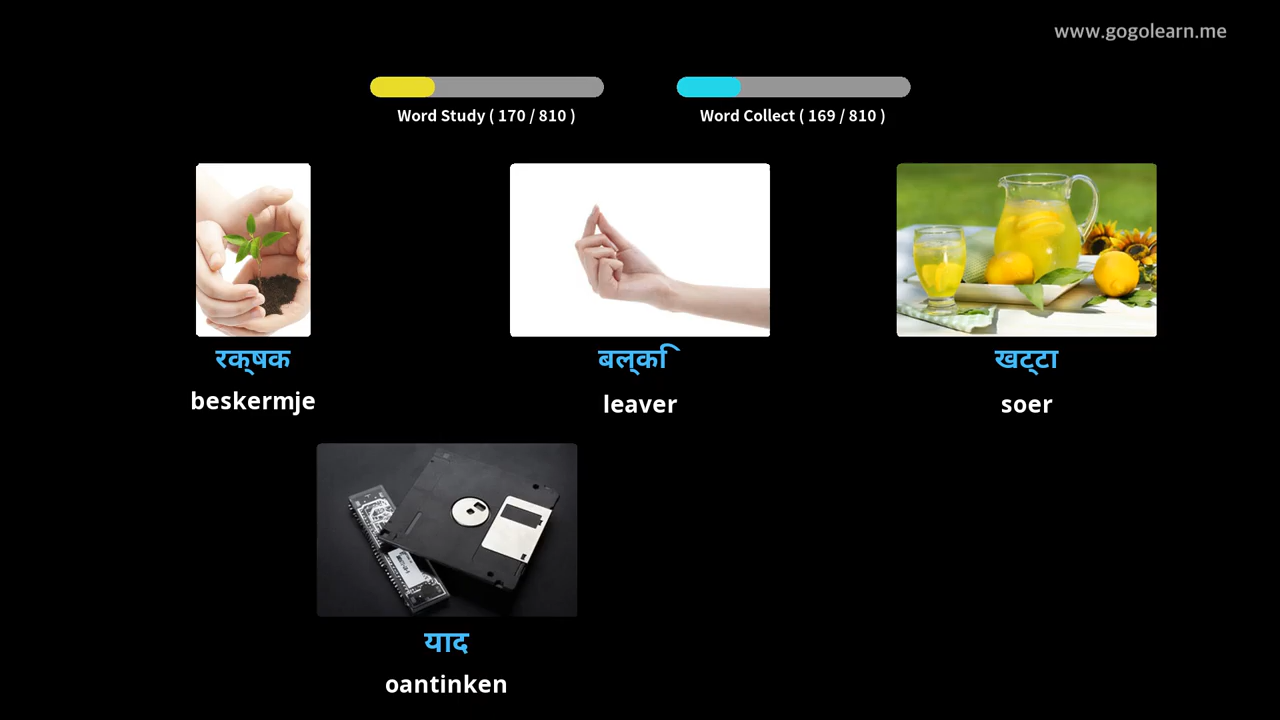 www.gogolearn.me
Word Study ( 170 / 810 )
Word Collect ( 169 / 810 )
रक्षक
बल्कि
खट्टा
beskermje
leaver
soer
याद
oantinken